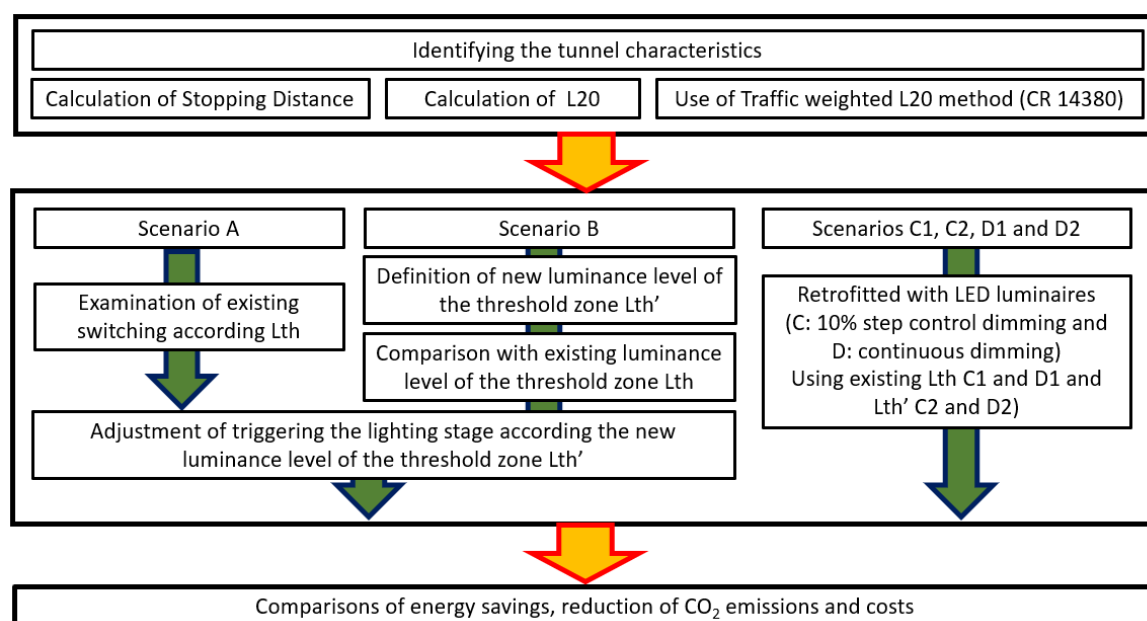 Identifying the tunnel characteristics
Calculation of Stopping Distance
Calculation of L20
Use of Traffic weighted L20 method (CR 14380)
Scenario A
Examination of existing
switching according Lth
Scenario B
Definition of new luminance level of
the threshold zone Lth’
Comparison with existing luminance
level of the threshold zone Lth
Adjustment of triggering the lighting stage according the new
luminance level of the threshold zone Lth’
Scenarios C1, C2, D1 and D2
Retrofitted with LED luminaires
(C: 10% step control dimming and
D: continuous dimming)
Using existing Lth C1 and D1 and
Lth’ C2 and D2)
Comparisons of energy savings, reduction of CO₂ emissions and costs